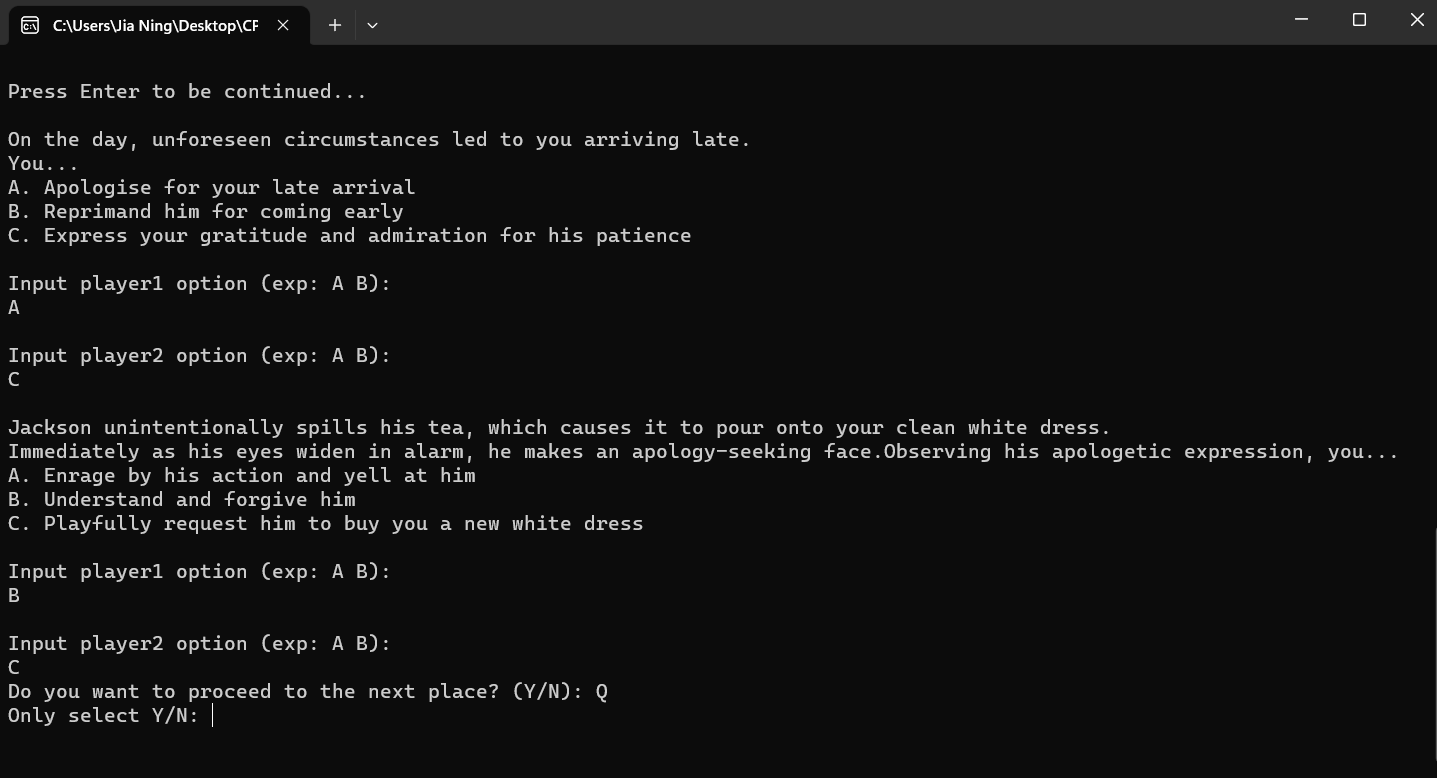 C:\Users\Jia Ning\Desktop\CF
Press Enter to be continued...
On the day, unforeseen circumstances led to you arriving late.
You...
A. Apologise for your late arrival
B. Reprimand him for coming early
C. Express your gratitude and admiration for his patience
Input player1 option (exp: A B):
A
Input player2 option (exp: A B):
C
Jackson unintentionally spills his tea, which causes it to pour onto your clean white dress.
Immediately as his eyes widen in alarm, he makes an apology-seeking face.Observing his apologetic expression, you...
A. Enrage by his action and yell at him
B. Understand and forgive him
C. Playfully request him to buy you a new white dress
Input player1 option (exp: A B):
B
Input player2 option (exp: A B):
C
Do you want to proceed to the next place? (Y/N): Q
Only select Y/N: